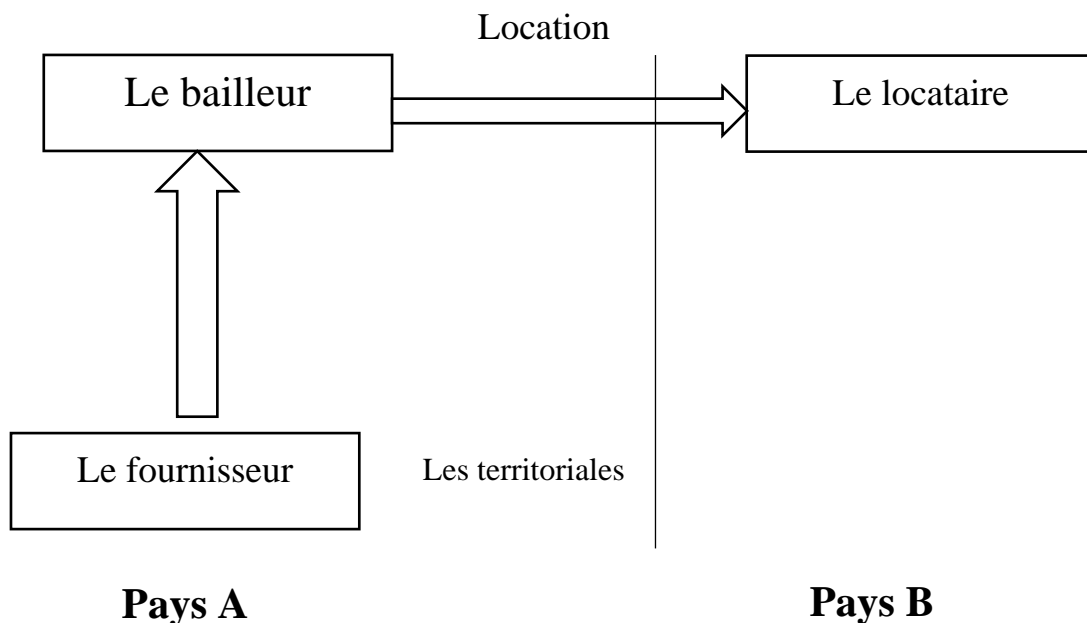 Location
Le bailleur
Le locataire
Le fournisseur
Les territoriales
Pays A
Pays B